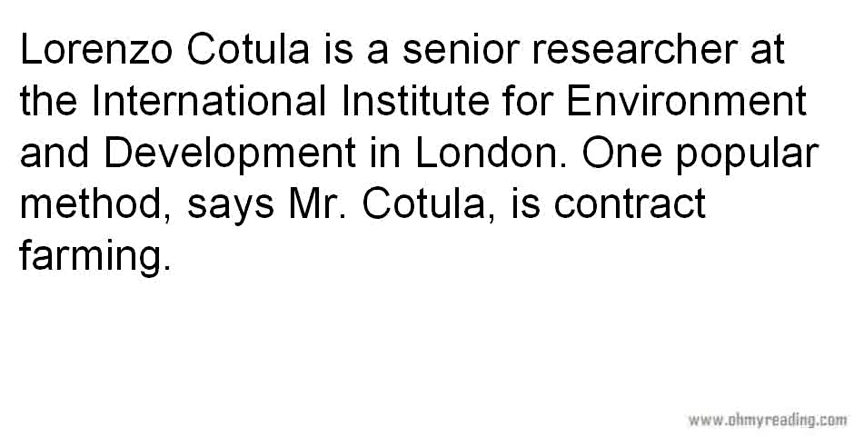 Lorenzo Cotula is a senior researcher at
the International Institute for Environment
and Development in London. One popular
method, says Mr. Cotula, is contract
farming.
www.ohmyreading.com